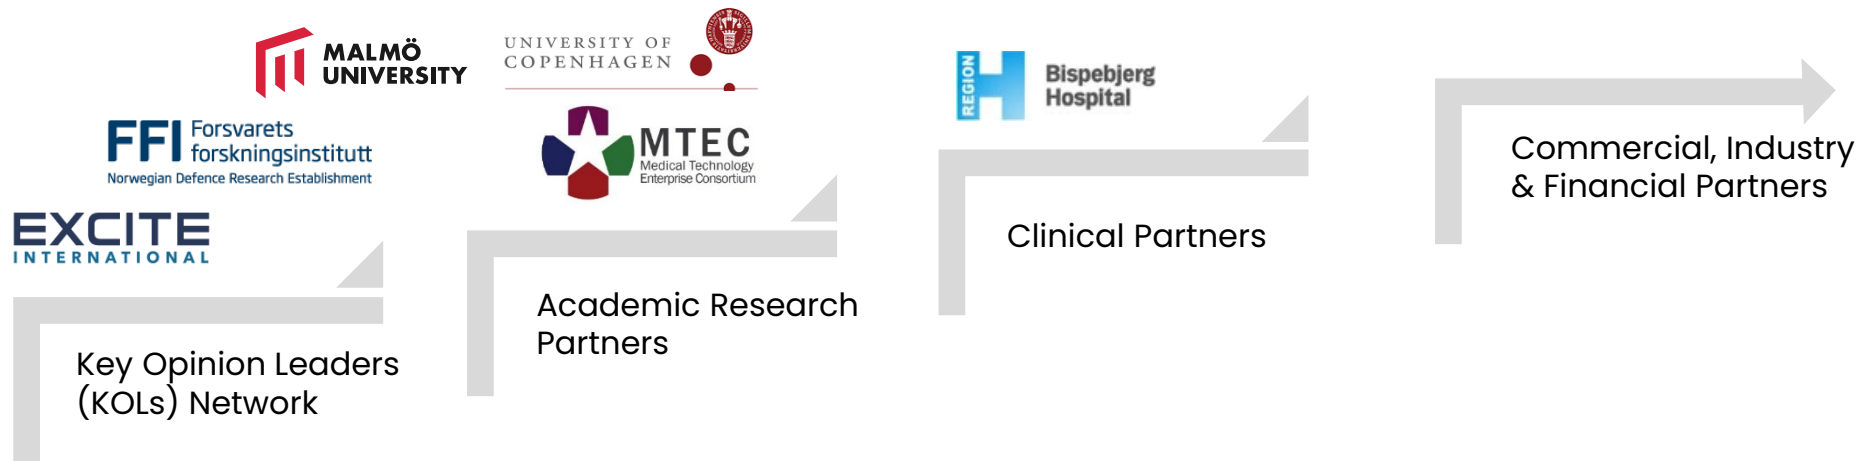 MALMÖ
UNIVERSITY
FFI Forsvarets
forskningsinstitutt
Norwegian Defence Research Establishment
EXCITE
INTERNATIONAL
Key Opinion Leaders
(KOLs) Network
UNIVERSITY OF
COPENHAGEN
MTEC
Medical Technology
Enterprise Consortium
Academic Research
Partners
REGION H
Bispebjerg
Hospital
Clinical Partners
Commercial, Industry
& Financial Partners